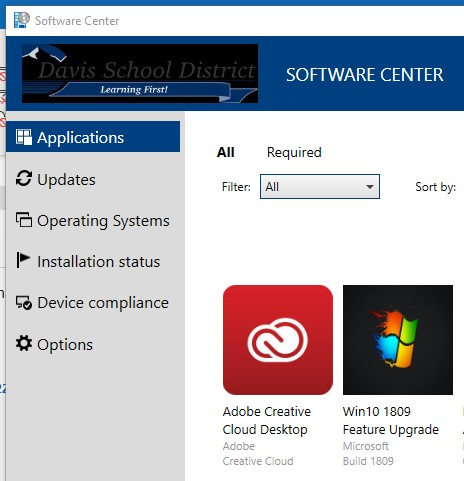 Software Center
Davis School District
Learning First!
SOFTWARE CENTER
Applications
Updates
Operating Systems
Installation status
Device compliance
Options
All
Required
Filter:
All
Sort by:
Adobe Creative
Cloud Desktop
Adobe
Creative Cloud
Win10 1809
Feature Upgrade
Microsoft
Build 1809